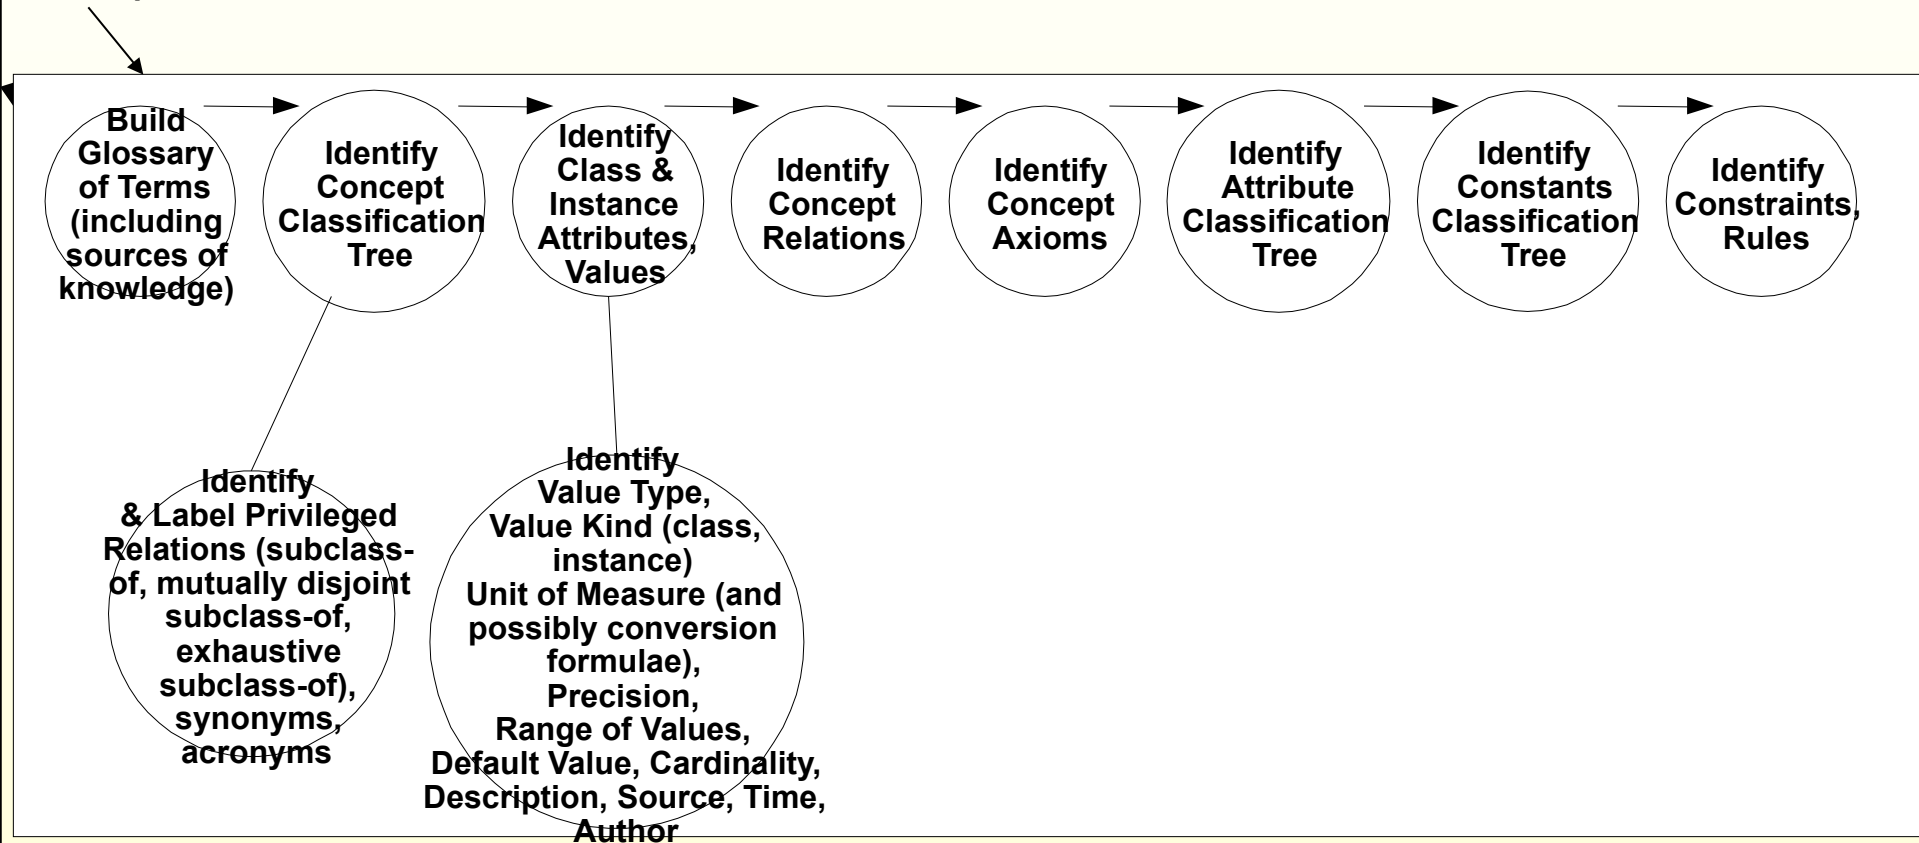 Build
Glossary
of Terms
(including
sources of
knowledge)
Identify
Concept
Classification
Tree
Identify
Class &
Instance
Attributes,
Values
Identify
Concept
Relations
Identify
Concept
Axioms
Identify
Attribute
Classification
Tree
Identify
Constants
Classification
Tree
Identify
Constraints,
Rules
Identify
& Label Privileged
Relations (subclass-
of, mutually disjoint
subclass-of,
exhaustive
subclass-of),
synonyms,
acronyms
Identify
Value Type,
Value Kind (class,
instance)
Unit of Measure (and
possibly conversion
formulae),
Precision,
Range of Values,
Default Value, Cardinality,
Description, Source, Time,
Author